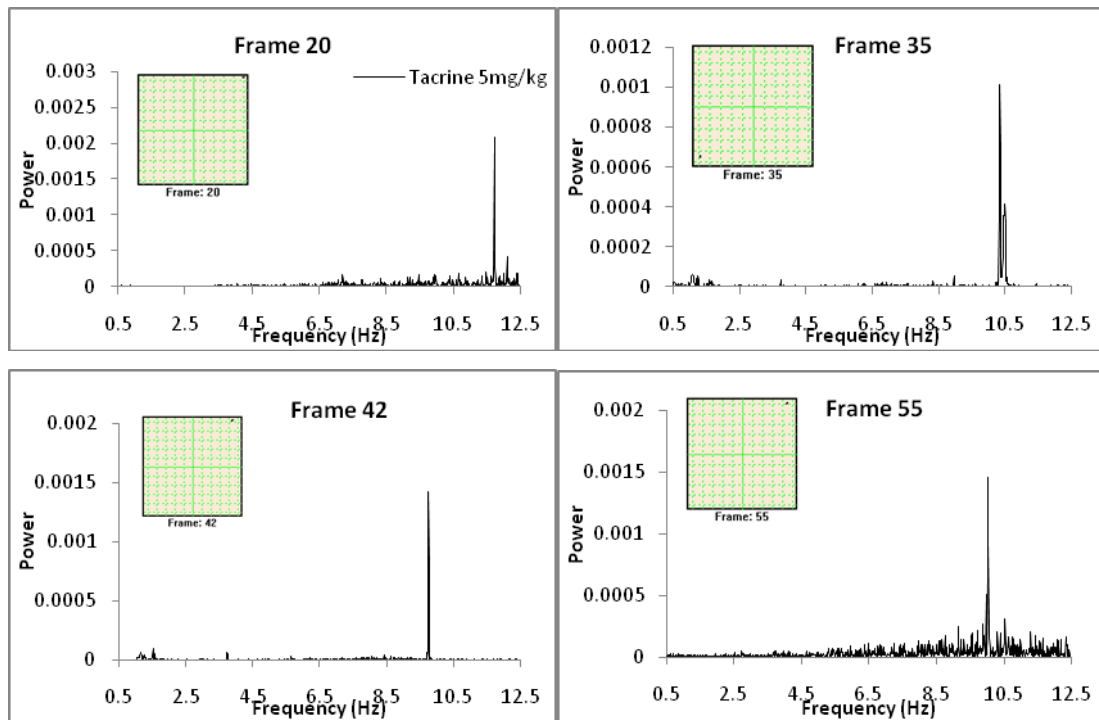 Frame 20
0.003
0.0025
0.002
0.0015
0.001
0.0005
0
Power
Tacrine 5mg/kg
Frame: 20
0.5 2.5 4.5 6.5 8.5 10.5 12.5
Frequency (Hz)
Frame 35
0.0012
0.001
0.0008
0.0006
0.0004
0.0002
0
Power
Frame: 35
0.5 2.5 4.5 6.5 8.5 10.5 12.5
Frequency (Hz)
Frame 42
0.002
0.0015
0.001
0.0005
0
Power
Frame: 42
0.5 2.5 4.5 6.5 8.5 10.5 12.5
Frequency (Hz)
Frame 55
0.002
0.0015
0.001
0.0005
0
Power
Frame: 55
0.5 2.5 4.5 6.5 8.5 10.5 12.5
Frequency (Hz)